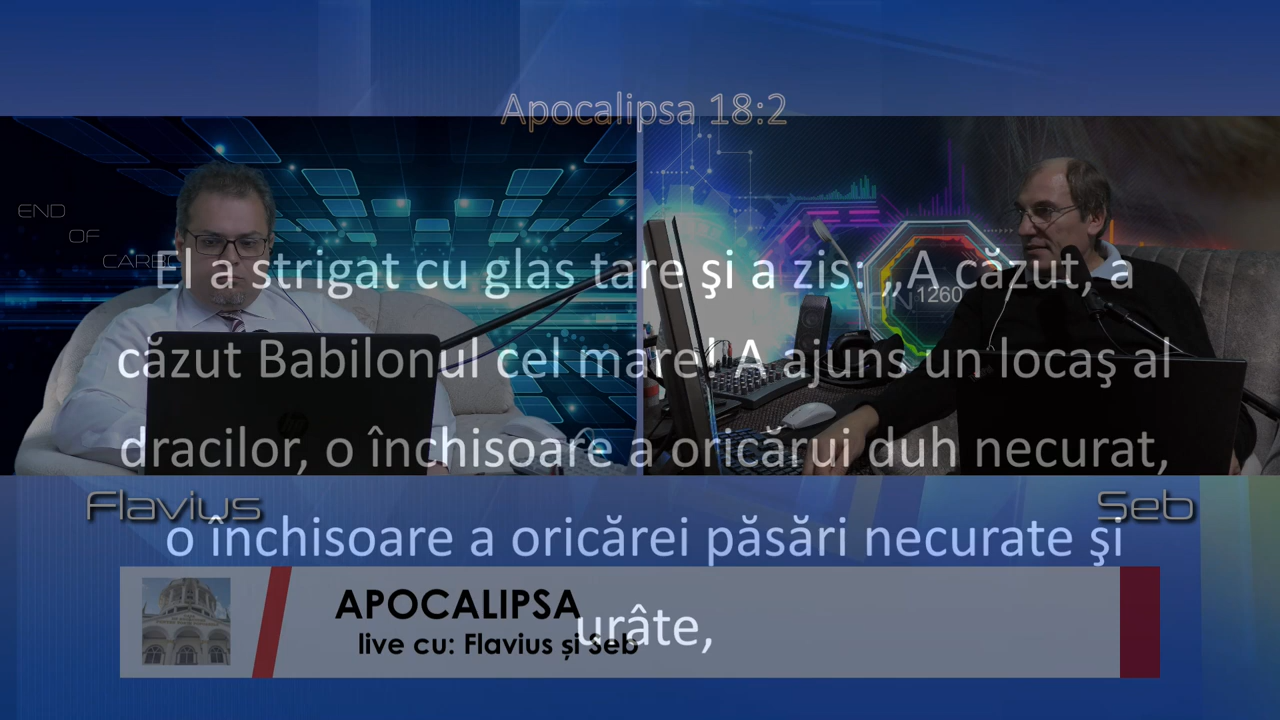 Apocalipsa 18:2
END
OF
El a strigat cu glas tare şi a zis: „A căzut, a
căzut Babilonul cel mare! A ajuns un locaş al
dracilor, o închisoare a oricărui duh necurat,
o închisoare a oricărei păsări necurate şi
urâte,
1260
Flavius
Seb
APOCALIPSA
live cu: Flavius și Seb